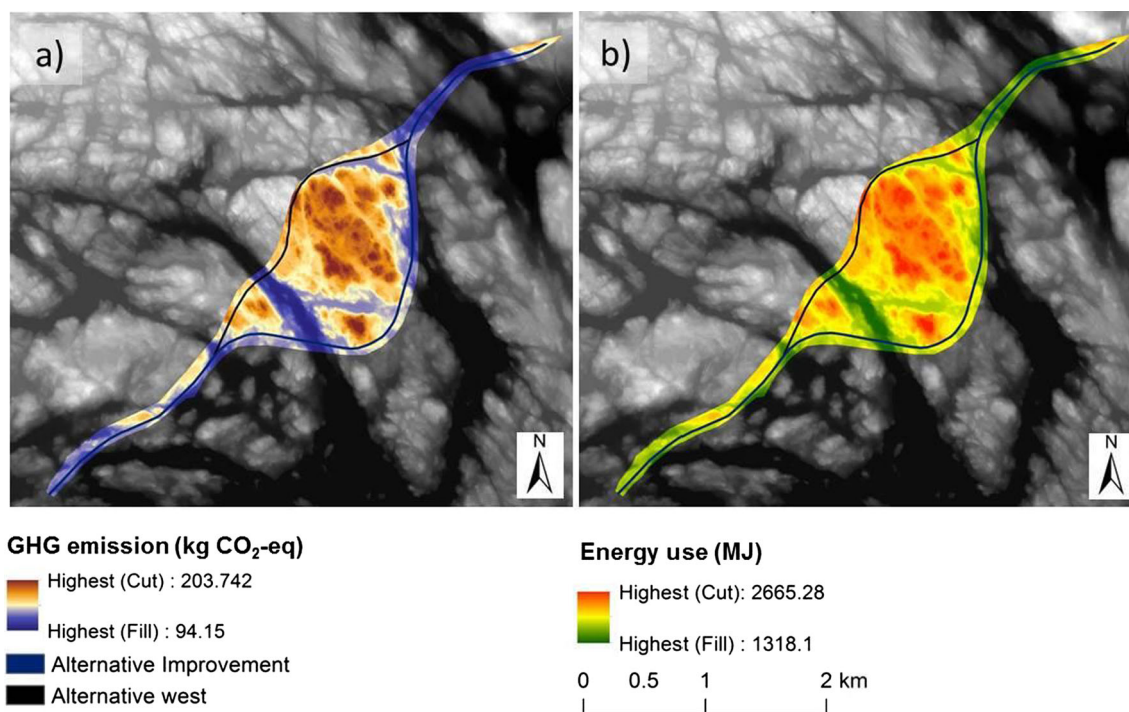 a)
b)
N
N
GHG emission (kg CO₂-eq)
Highest (Cut) : 203.742
Highest (Fill) : 94.15
Alternative Improvement
Alternative west
Energy use (MJ)
Highest (Cut): 2665.28
Highest (Fill) : 1318.1
0 0.5 1 2 km